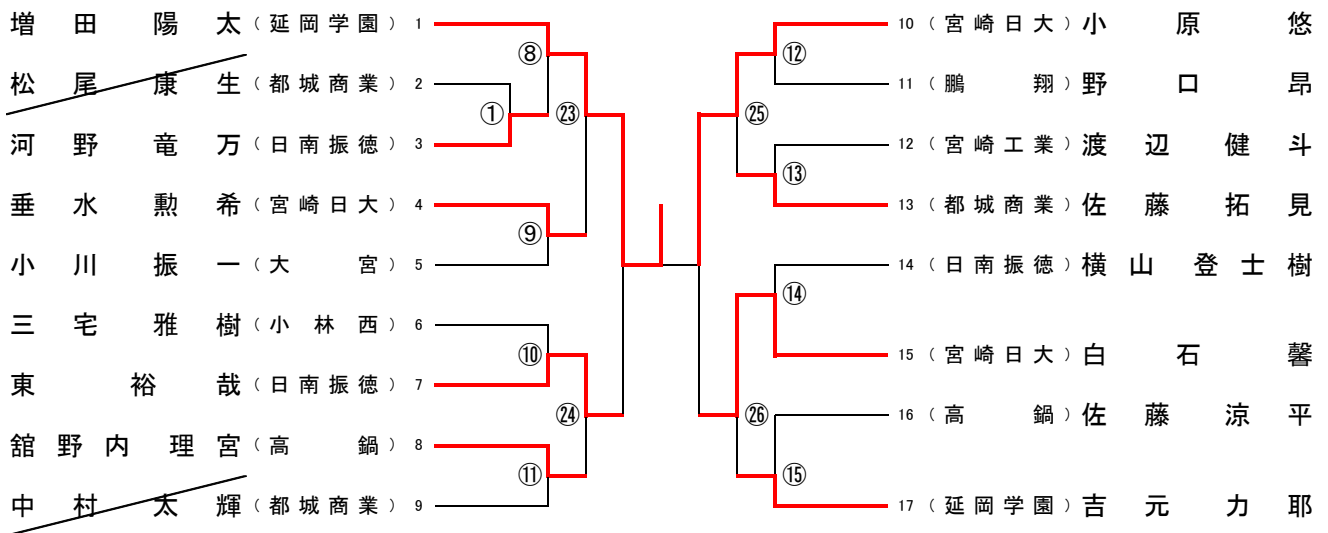 増田陽太（延岡学園）1
松尾康生（都城商業）2
河野竜万（日南振徳）3
垂水勲希（宮崎日大）4
小川振一（大宮）5
三宅雅樹（小林西）6
東裕哉（日南振徳）7
舘野内理宮（高鍋）8
中村太輝（都城商業）9
⑧
①
㉓
⑨
⑩
㉔
⑪
⑫
㉕
⑬
⑭
㉖
⑮
10（宮崎日大）小原悠
11（鵬翔）野口昂
12（宮崎工業）渡辺健斗
13（都城商業）佐藤拓見
14（日南振徳）横山登士樹
15（宮崎日大）白石馨
16（高鍋）佐藤涼平
17（延岡学園）吉元力耶